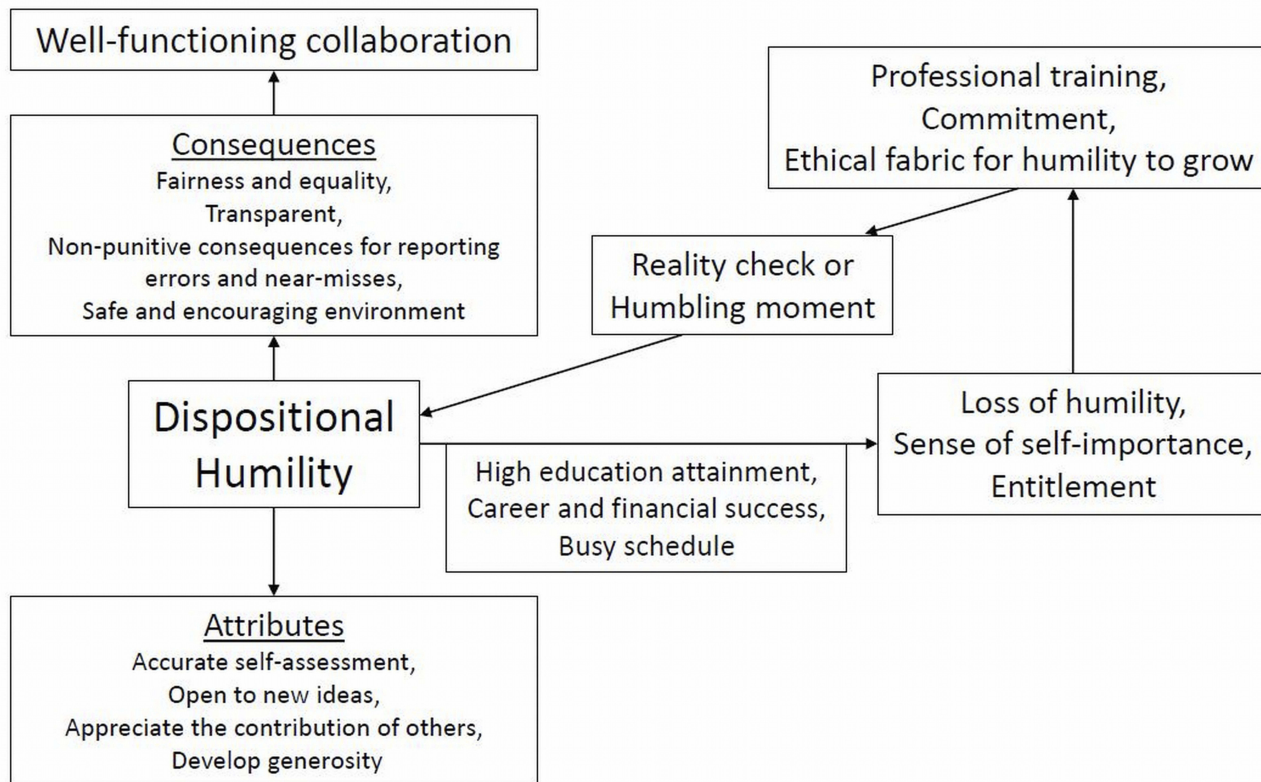 Well-functioning collaboration
Consequences
Fairness and equality,
Transparent,
Non-punitive consequences for reporting
errors and near-misses,
Safe and encouraging environment
Dispositional
Humility
Attributes
Accurate self-assessment,
Open to new ideas,
Appreciate the contribution of others,
Develop generosity
High education attainment,
Career and financial success,
Busy schedule
Loss of humility,
Sense of self-importance,
Entitlement
Professional training,
Commitment,
Ethical fabric for humility to grow
Reality check or
Humbling moment